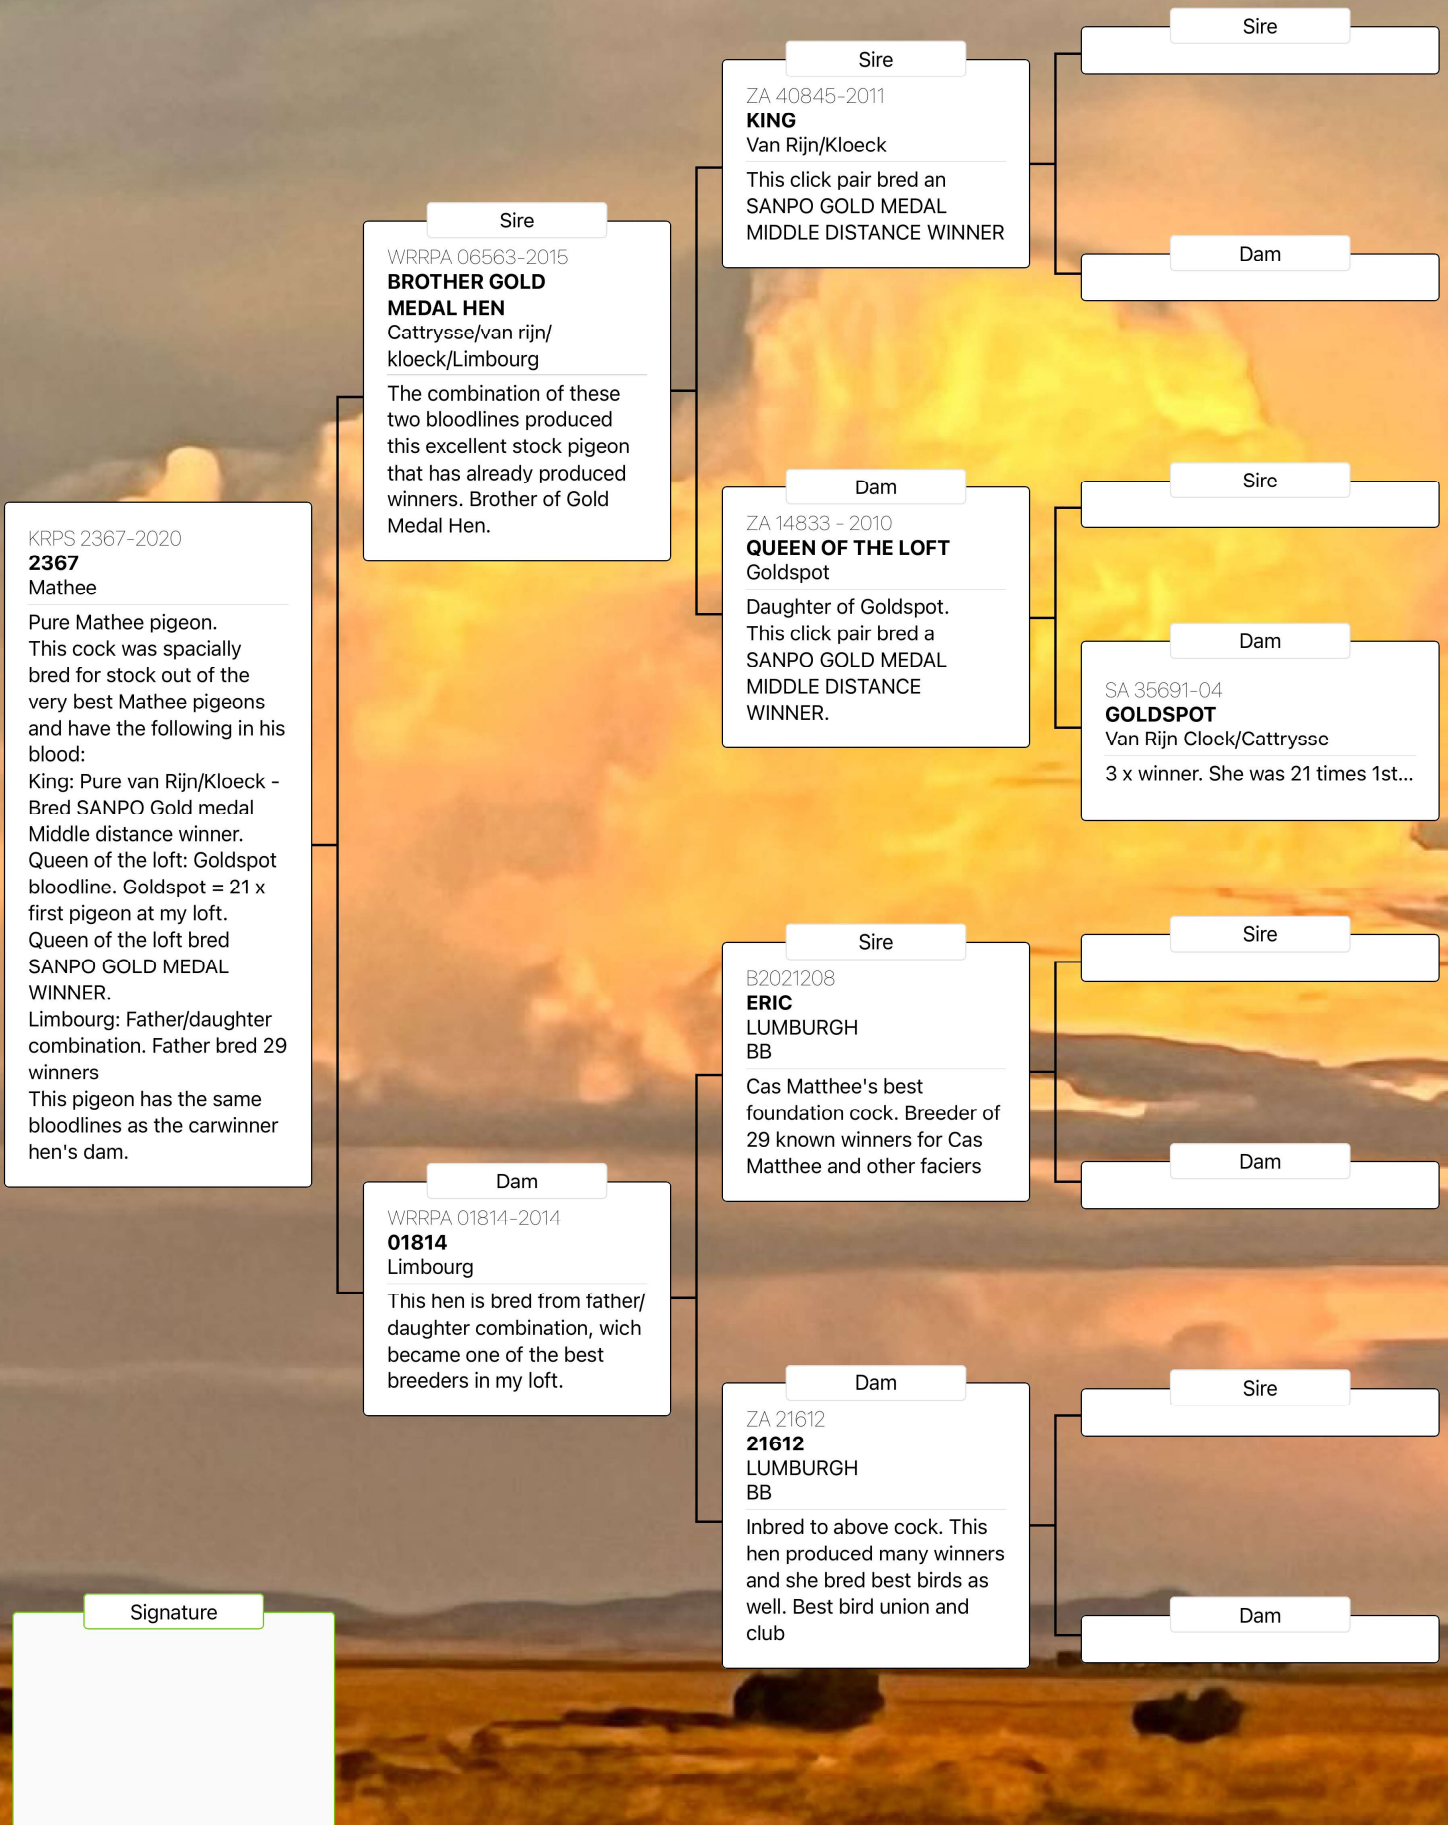 KRPS 2367-2020
2367
Mathee
Pure Mathee pigeon.
This cock was spacially
bred for stock out of the
very best Mathee pigeons
and have the following in his
blood:
King: Pure van Rijn/Kloeck -
Bred SANPO Gold medal
Middle distance winner.
Queen of the loft: Goldspot
bloodline. Goldspot = 21 x
first pigeon at my loft.
Queen of the loft bred
SANPO GOLD MEDAL
WINNER.
Limbourg: Father/daughter
combination. Father bred 29
winners
This pigeon has the same
bloodlines as the carwinner
hen's dam.
Sire
WRRPA 06563-2015
BROTHER GOLD
MEDAL HEN
Cattrysse/van rijn/
kloeck/Limbourg
The combination of these
two bloodlines produced
this excellent stock pigeon
that has already produced
winners. Brother of Gold
Medal Hen.
Dam
WRRPA 01814-2014
01814
Limbourg
This hen is bred from father/
daughter combination, wich
became one of the best
breeders in my loft.
Sire
ZA 40845-2011
KING
Van Rijn/Kloeck
This click pair bred an
SANPO GOLD MEDAL
MIDDLE DISTANCE WINNER
Dam
ZA 14833 - 2010
QUEEN OF THE LOFT
Goldspot
Daughter of Goldspot.
This click pair bred a
SANPO GOLD MEDAL
MIDDLE DISTANCE
WINNER.
Sire
B2021208
ERIC
LUMBURGH
BB
Cas Matthee's best
foundation cock. Breeder of
29 known winners for Cas
Matthee and other faciers
Dam
ZA 21612
21612
LUMBURGH
BB
Inbred to above cock. This
hen produced many winners
and she bred best birds as
well. Best bird union and
club
Sire
Dam
Sire
Dam
SA 35691-04
GOLDSPOT
Van Rijn Clock/Cattrysse
3 x winner. She was 21 times 1st...
Sire
Dam
Sire
Dam
Signature